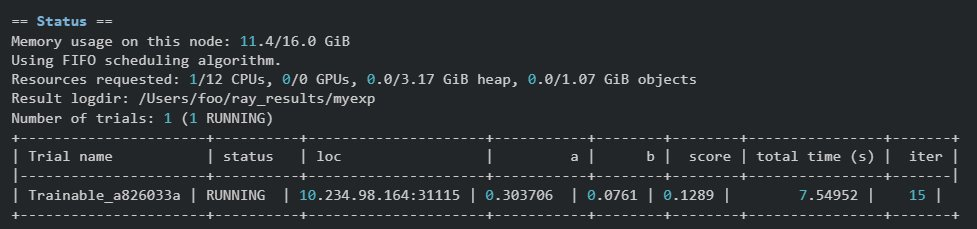 == Status ==
Memory usage on this node: 11.4/16.0 GiB
Using FIFO scheduling algorithm.
Resources requested: 1/12 CPUs, 0/0 GPUs, 0.0/3.17 GiB heap, 0.0/1.07 GiB objects
Result logdir: /Users/foo/ray_results/myexp
Number of trials: 1 (1 RUNNING)
+----------------------+----------+---------------------+-----------+--------+--------+----------------+-------+
| Trial name           | status   | loc                 |         a |      b |  score | total time (s) |  iter |
|----------------------+----------+---------------------+-----------+--------+--------+----------------+-------|
| Trainable_a826033a | RUNNING  | 10.234.98.164:31115 | 0.303706  | 0.0761 | 0.1289 |        7.54952 |    15 |
+----------------------+----------+---------------------+-----------+--------+--------+----------------+-------+